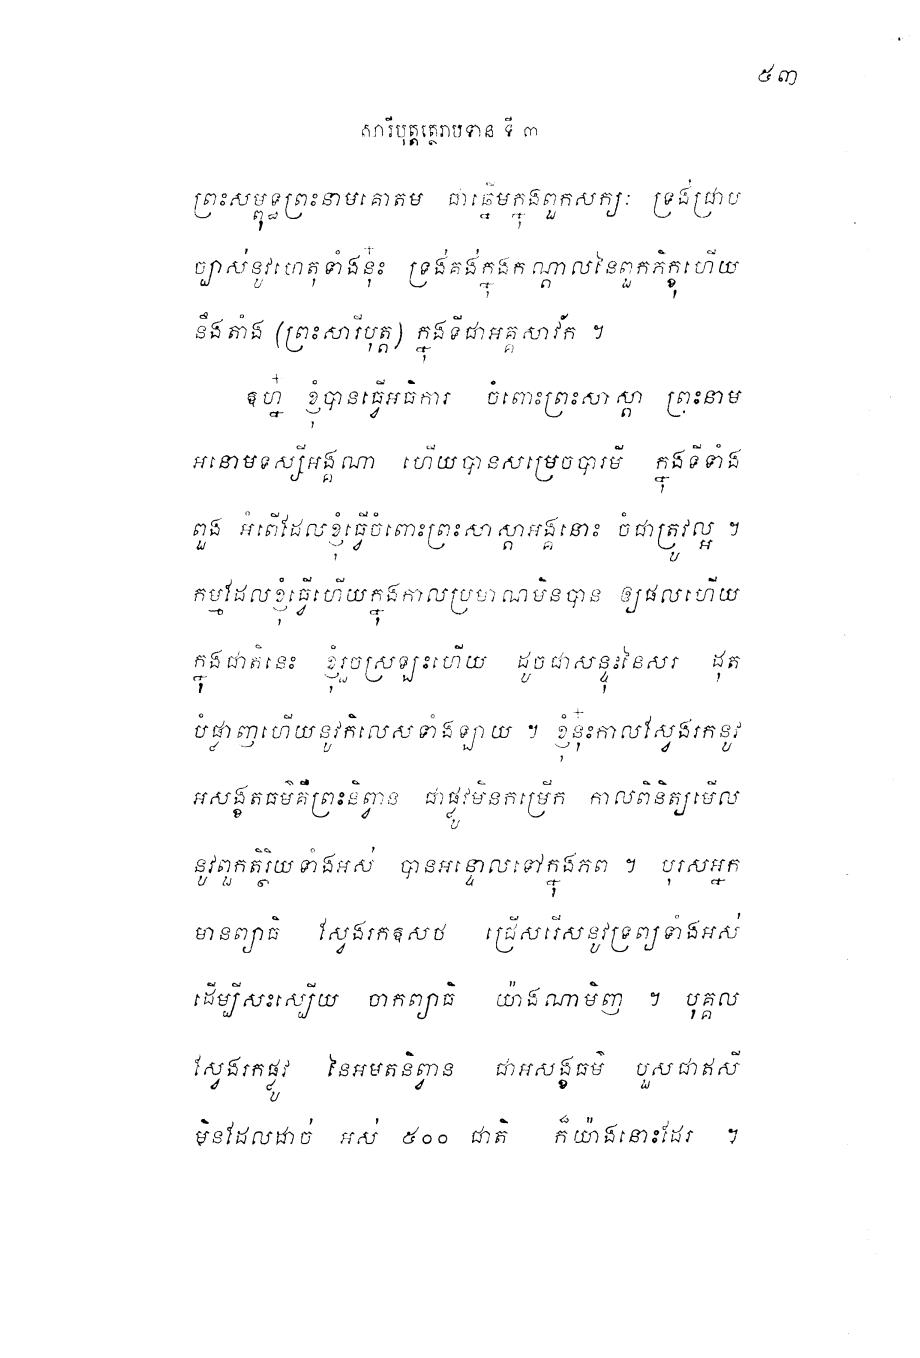 ៥៣
សារីបុត្តត្ថេរាបទាន ទី ៣
ព្រះសម្ពុទ្ធព្រះនាមគោតម ជាឆ្នើមក្នុងពួកសក្យៈ ទ្រង់ជ្រាប
ច្បាស់នូវហេតុទាំងនុ៎ះ ទ្រង់គង់ក្នុងកណ្តាលនៃពួកភិក្ខុហើយ
នឹងតាំង (ព្រះសារីបុត្ត) ក្នុងទីជាអគ្គសាវ័ក ។
ឱហ្ន៎ ខ្ញុំបានធ្វើអធិការ ចំពោះព្រះសាស្តា ព្រះនាម
អនោមទស្សីអង្គណា ហើយបានសម្រេចបារមី ក្នុងទីទាំង
ពួង អំពើដែលខ្ញុំធ្វើចំពោះព្រះសាស្តាអង្គនោះ ចំជាត្រូវល្អ ។
កម្មដែលខ្ញុំធ្វើហើយក្នុងកាលប្រមាណមិនបាន ឲ្យផលហើយ
ក្នុងជាតិនេះ ខ្ញុំរួចស្រឡះហើយ ដូចជាសន្ទុះនៃសរ ដុត
បំផ្លាញហើយនូវកិលេសទាំងឡាយ ។ ខ្ញុំនុ៎ះកាលស្វែងរកនូវ
អសង្ខតធម៌គឺព្រះនិព្វាន ជាផ្លូវមិនកម្រើក កាលពិនិត្យមើល
នូវពួកតិរ្ថិយទាំងអស់ បានអន្ទោលទៅក្នុងភព ។ បុរសអ្នក
មានព្យាធិ ស្វែងរកឱសថ ជ្រើសរើសនូវទ្រព្យទាំងអស់
ដើម្បីសះស្បើយ ចាកព្យាធិ យ៉ាងណាមិញ ។ បុគ្គល
ស្វែងរកផ្លូវ នៃអមតនិព្វាន ជាអសង្ខធម៌ បួសជាឥសី
មិនដែលដាច់ អស់ ៥០០ ជាតិ ក៏យ៉ាងនោះដែរ ។